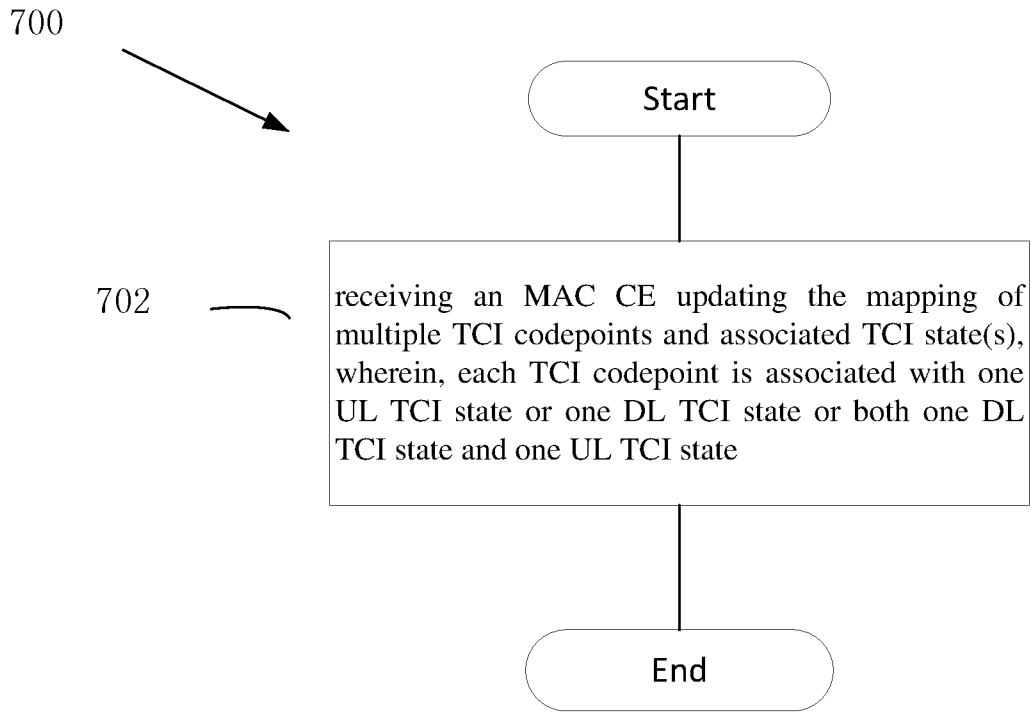 700
Start
702
receiving an MAC CE updating the mapping of
multiple TCI codepoints and associated TCI state(s),
wherein, each TCI codepoint is associated with one
UL TCI state or one DL TCI state or both one DL
TCI state and one UL TCI state
End